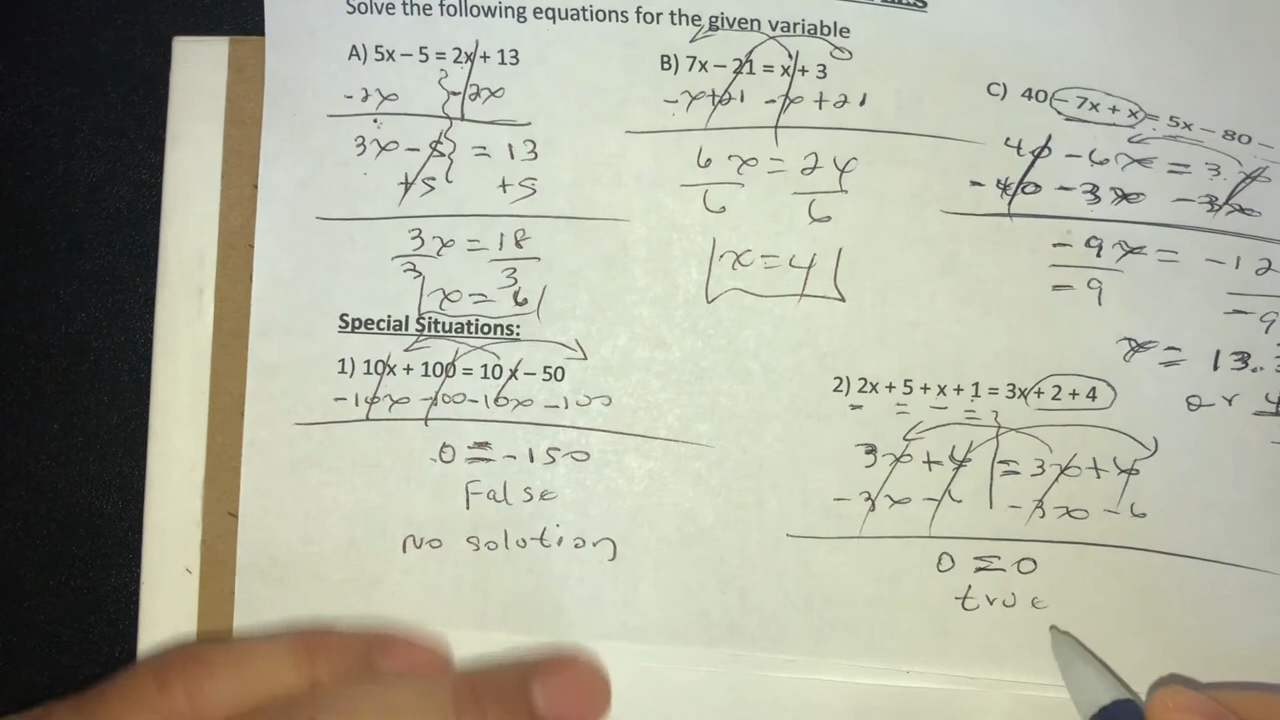 Solve the following equations for the given variable
A) 5x – 5 = 2x + 13
-2x -2x
3x - 5 = 13
+5 +5
3x = 18
3 3
x = 6
B) 7x – 21 = x + 3
-x +21 -x +21
6x = 24
6 6
x = 4
C) 40 – 7x + x = 5x – 80 –
40 - 6x = 3x
-40 -3x -3x
-9x = -12
-9 -9
x = 13.
or
Special Situations:
1) 10x + 100 = 10x – 50
-10x -100 -10x -100
0 = -150
False
No solution
2) 2x + 5 + x + 1 = 3x + 2 + 4
3x + 6 = 3x + 6
-3x - 6 -3x - 6
0 = 0
true